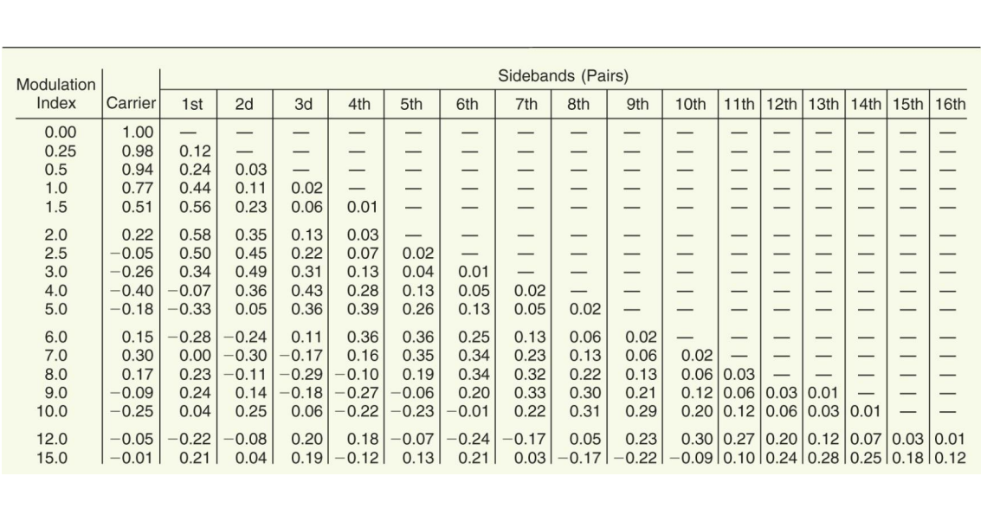 Sidebands (Pairs)
Modulation
Index Carrier 1st 2d 3d 4th 5th 6th 7th 8th 9th 10th 11th 12th 13th 14th 15th 16th
0.00 1.00 — — — — — — — — — — — — — — — —
0.25 0.98 0.12 — — — — — — — — — — — — — — —
0.5 0.94 0.24 0.03 — — — — — — — — — — — — — —
1.0 0.77 0.44 0.11 0.02 — — — — — — — — — — — — —
1.5 0.51 0.56 0.23 0.06 0.01 — — — — — — — — — — — —
2.0 0.22 0.58 0.35 0.13 0.03 — — — — — — — — — — — —
2.5 −0.05 0.50 0.45 0.22 0.07 0.02 — — — — — — — — — — —
3.0 −0.26 0.34 0.49 0.31 0.13 0.04 0.01 — — — — — — — — — —
4.0 −0.40 −0.07 0.36 0.43 0.28 0.13 0.05 0.02 — — — — — — — — —
5.0 −0.18 −0.33 0.05 0.36 0.39 0.26 0.13 0.05 0.02 — — — — — — — —
6.0 0.15 −0.28 −0.24 0.11 0.36 0.36 0.25 0.13 0.06 0.02 — — — — — — —
7.0 0.30 0.00 −0.30 −0.17 0.16 0.35 0.34 0.23 0.13 0.06 0.02 — — — — — —
8.0 0.17 0.23 −0.11 −0.29 −0.10 0.19 0.34 0.32 0.22 0.13 0.06 0.03 — — — — —
9.0 −0.09 0.24 0.14 −0.18 −0.27 −0.06 0.20 0.33 0.30 0.21 0.12 0.06 0.03 0.01 — — —
10.0 −0.25 0.04 0.25 0.06 −0.22 −0.23 −0.01 0.22 0.31 0.29 0.20 0.12 0.06 0.03 0.01 — —
12.0 −0.05 −0.22 −0.08 0.20 0.18 −0.07 −0.24 −0.17 0.05 0.23 0.30 0.27 0.20 0.12 0.07 0.03 0.01
15.0 −0.01 0.21 0.04 0.19 −0.12 0.13 0.21 0.03 −0.17 −0.22 −0.09 0.10 0.24 0.28 0.25 0.18 0.12